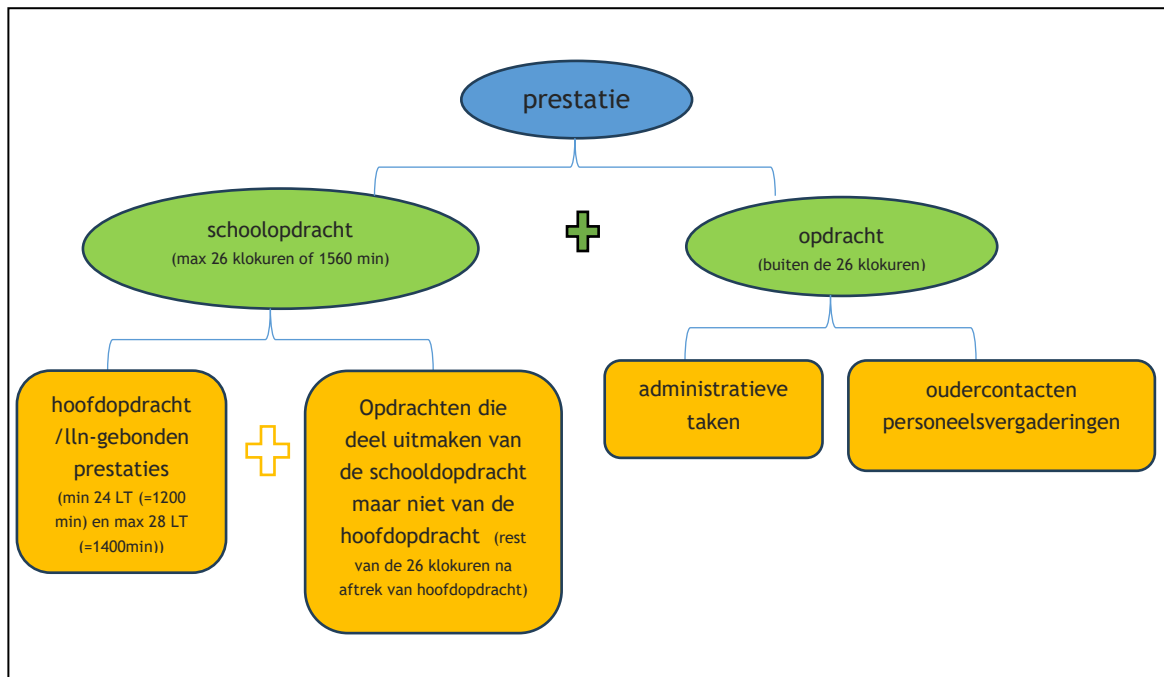 prestatie
schoolopdracht
(max 26 klokuren of 1560 min)
opdracht
(buiten de 26 klokuren)
hoofdopdracht
/lln-gebonden
prestaties
(min 24 LT (=1200
min) en max 28 LT
(=1400min))
Opdrachten die
deel uitmaken van
de schooldopdracht
maar niet van de
hoofdopdracht (rest
van de 26 klokuren na
aftrek van hoofdopdracht)
administratieve
taken
oudercontacten
personeelsvergaderingen